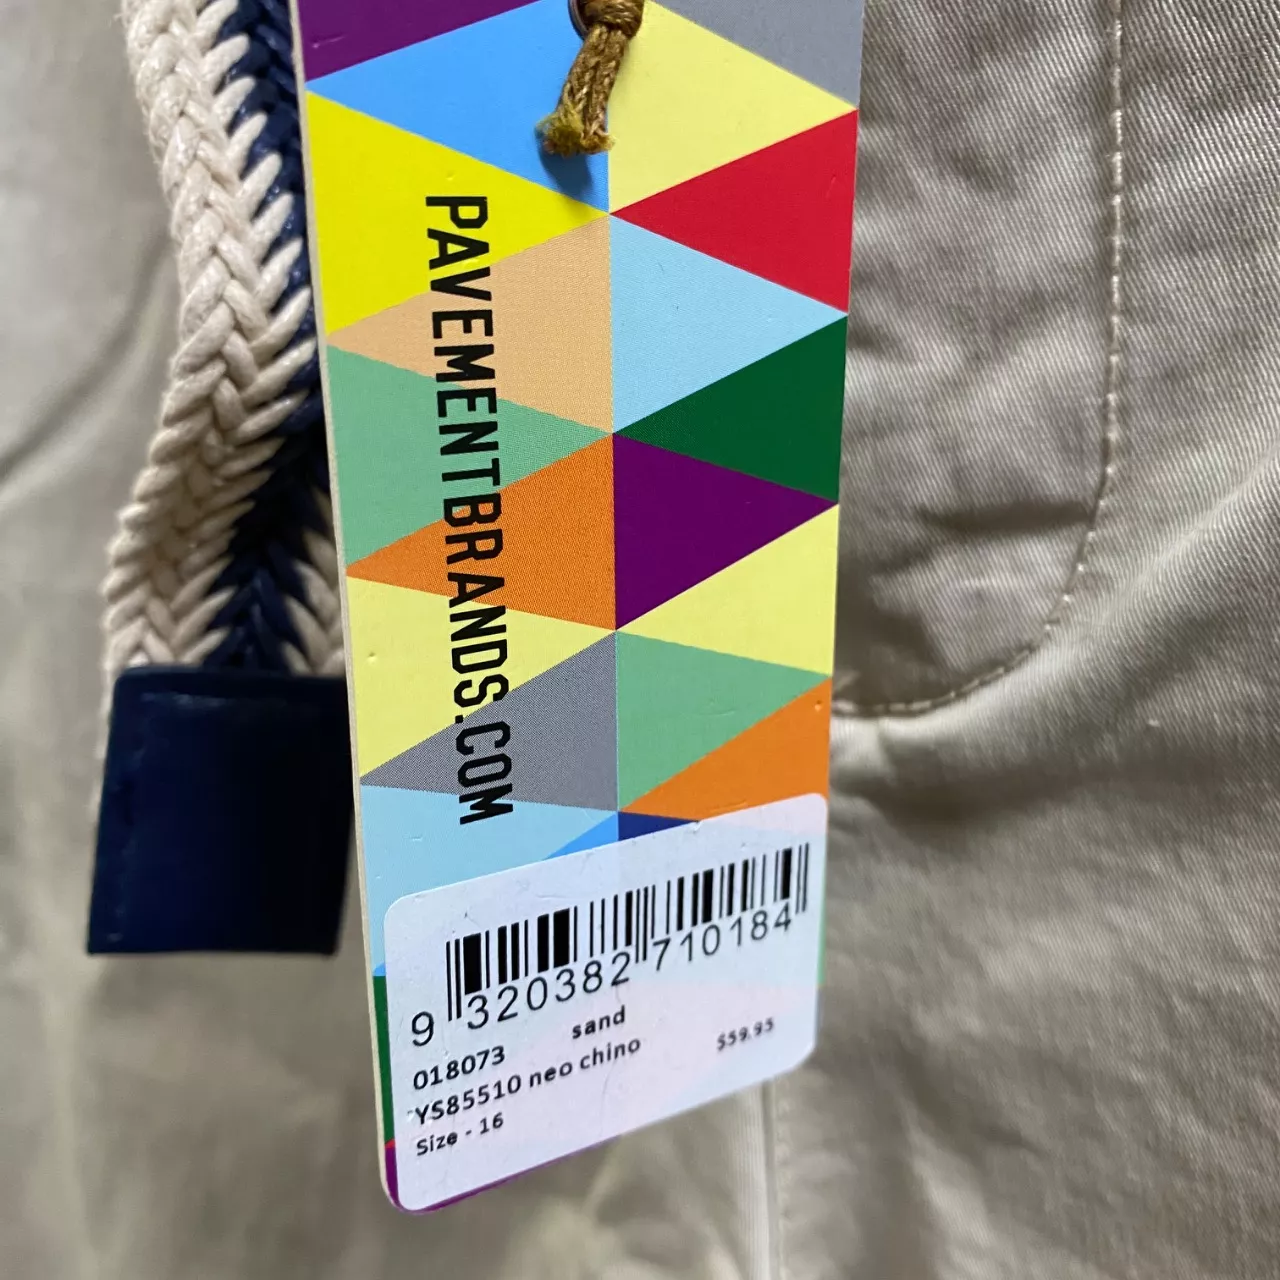 PAVEMENTBRANDS.COM
9 320382 710184
sand
018073
YS85510 neo chino $59.95
Size - 16